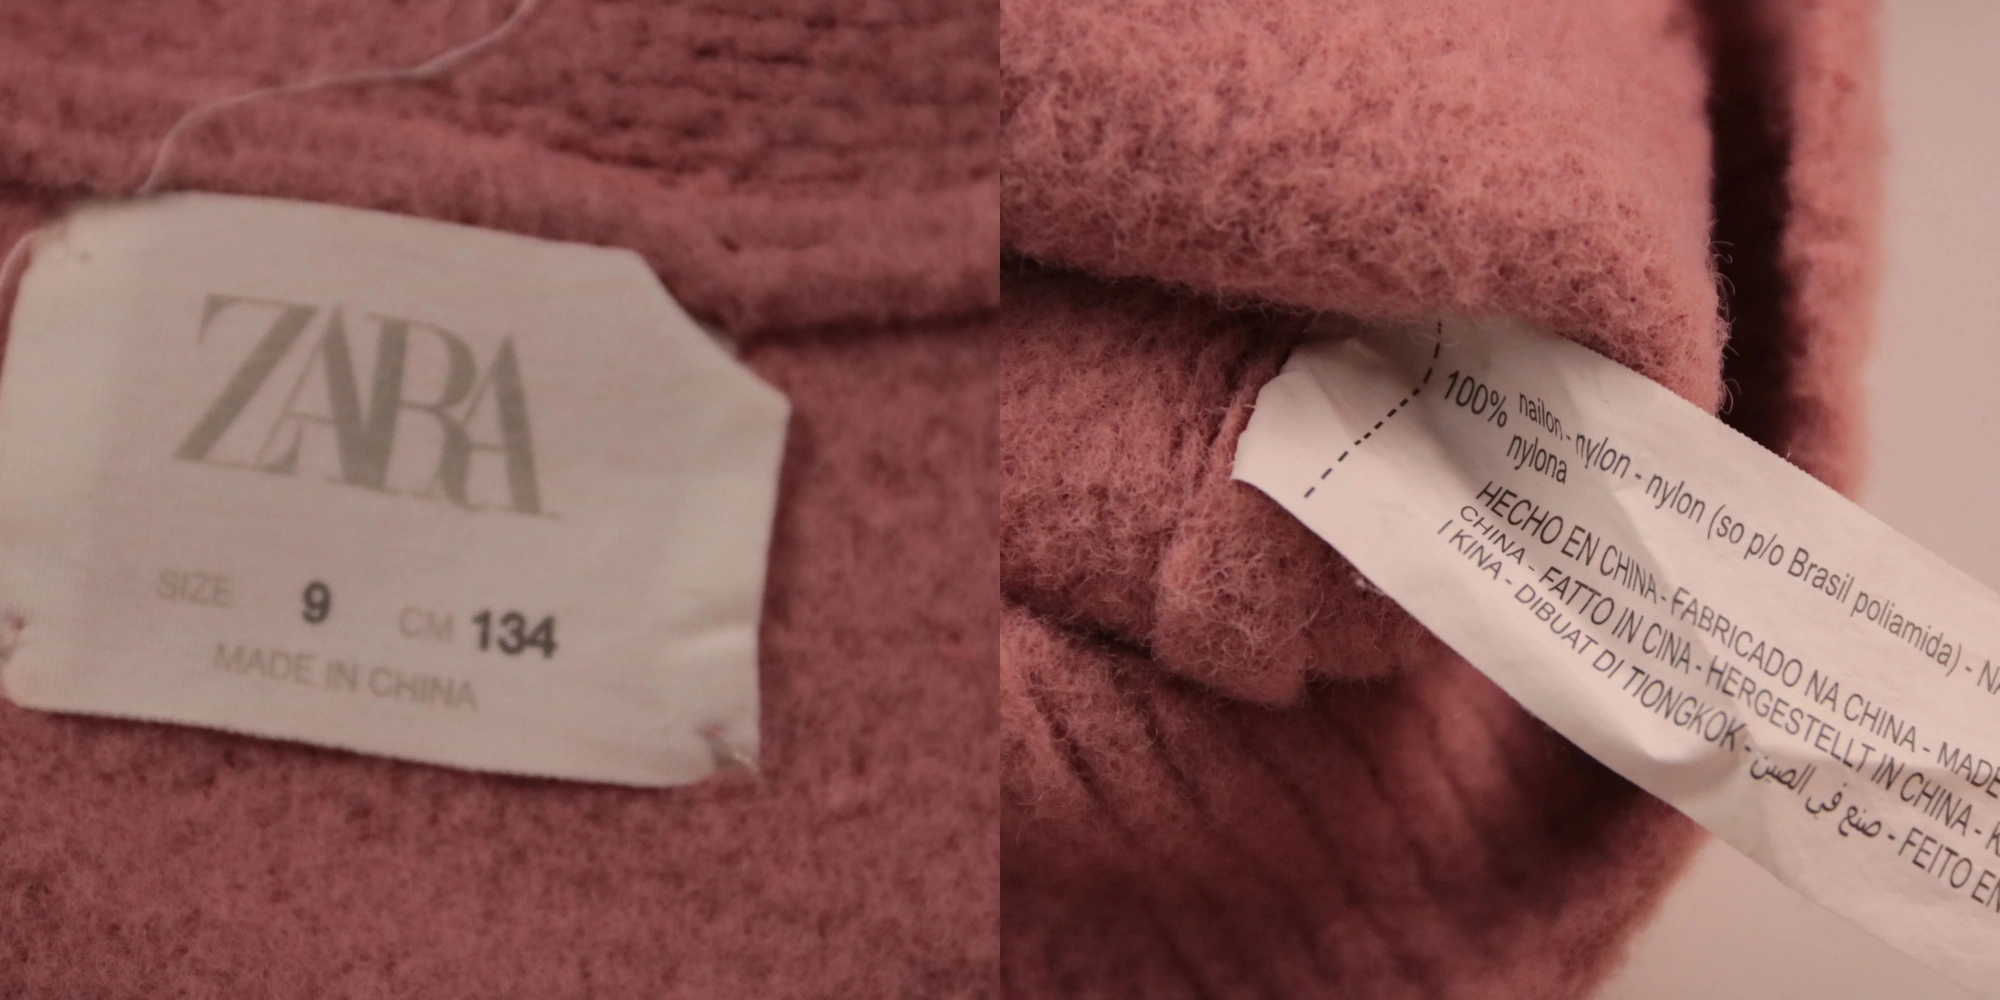 ZARA
SIZE 9 CM 134
MADE IN CHINA
100% nailon - nylon - nylon (so p/o Brasil poliamida) -
nylona
HECHO EN CHINA - FABRICADO NA CHINA - MADE
CHINA - FATTO IN CINA - HERGESTELLT IN CHINA -
I KINA - DIBUAT DI TIONGKOK - صنع في الصين - FEITO EN